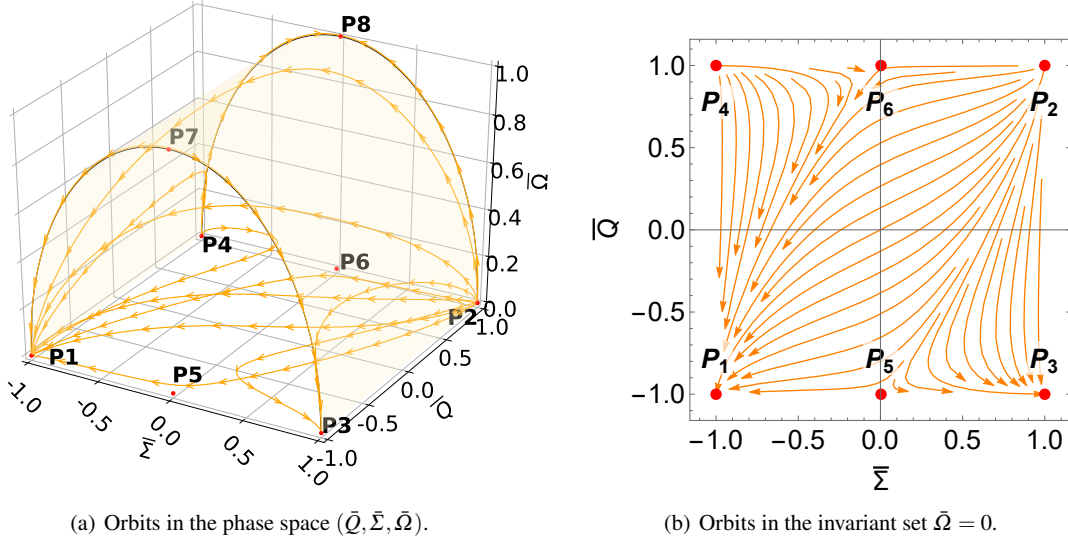 P8
1.0
0.8
0.6
0.4
0.2
0.0
Ω̅
P7
P4
P6
P2
P1
P5
P3
-1.0
-0.5
0.0
0.5
1.0
Σ̅
-1.0
-0.5
0.0
0.5
1.0
Q̅
(a) Orbits in the phase space (Q̄, Σ̄, Ω̄).
1.0
0.5
0.0
-0.5
-1.0
Q̅
P4
P6
P2
P1
P5
P3
-1.0 -0.5 0.0 0.5 1.0
Σ̅
(b) Orbits in the invariant set Ω̄ = 0.